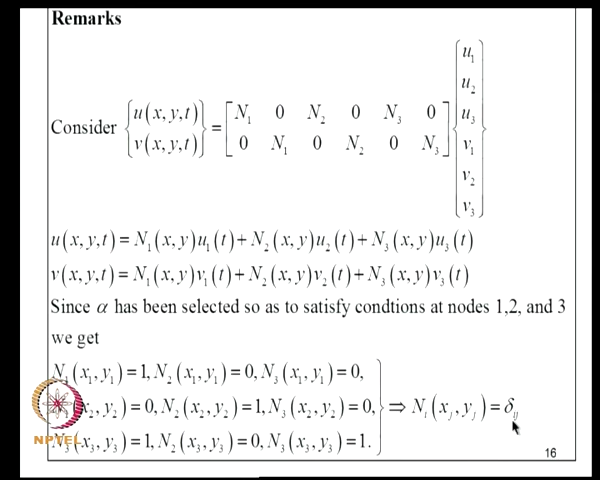 Remarks
Consider {u(x,y,t) v(x,y,t)} = [N₁ 0 N₂ 0 N₃ 0; 0 N₁ 0 N₂ 0 N₃] {u₁ u₂ u₃ v₁ v₂ v₃}
u(x,y,t) = N₁(x,y)u₁(t) + N₂(x,y)u₂(t) + N₃(x,y)u₃(t)
v(x,y,t) = N₁(x,y)v₁(t) + N₂(x,y)v₂(t) + N₃(x,y)v₃(t)
Since α has been selected so as to satisfy condtions at nodes 1,2, and 3
we get
N₁(x₁,y₁) = 1, N₂(x₁,y₁) = 0, N₃(x₁,y₁) = 0,
(x₂,y₂) = 0, N₂(x₂,y₂) = 1, N₃(x₂,y₂) = 0, ⇒ Nᵢ(xⱼ,yⱼ) = δᵢⱼ
N₃(x₃,y₃) = 1, N₂(x₃,y₃) = 0, N₃(x₃,y₃) = 1.
NPTEL
16